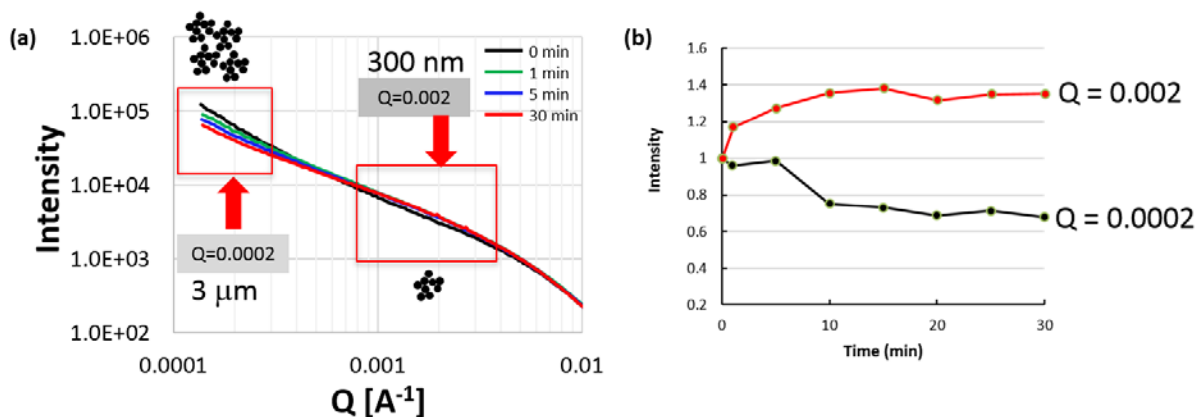 (a)
Intensity
1.0E+06
1.0E+05
1.0E+04
1.0E+03
1.0E+02
0.0001
0.001
0.01
Q [A-1]
300 nm
Q=0.002
0 min
1 min
5 min
30 min
Q=0.0002
3 μm
(b)
Intensity
1.6
1.4
1.2
1
0.8
0.6
0.4
0.2
0
10
20
30
Time (min)
Q = 0.002
Q = 0.0002